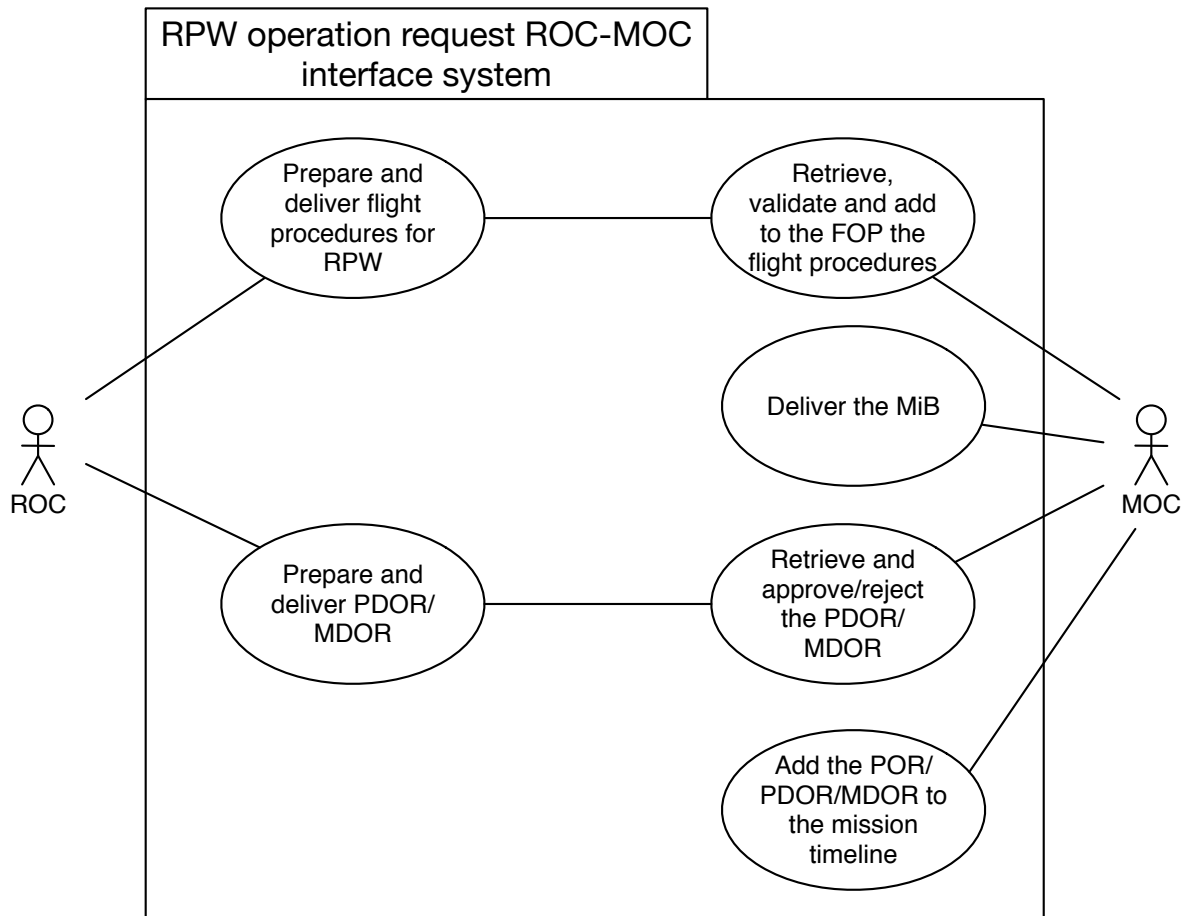 RPW operation request ROC-MOC
interface system
Prepare and
deliver flight
procedures for
RPW
Retrieve,
validate and add
to the FOP the
flight procedures
Deliver the MiB
ROC
MOC
Prepare and
deliver PDOR/
MDOR
Retrieve and
approve/reject
the PDOR/
MDOR
Add the POR/
PDOR/MDOR to
the mission
timeline